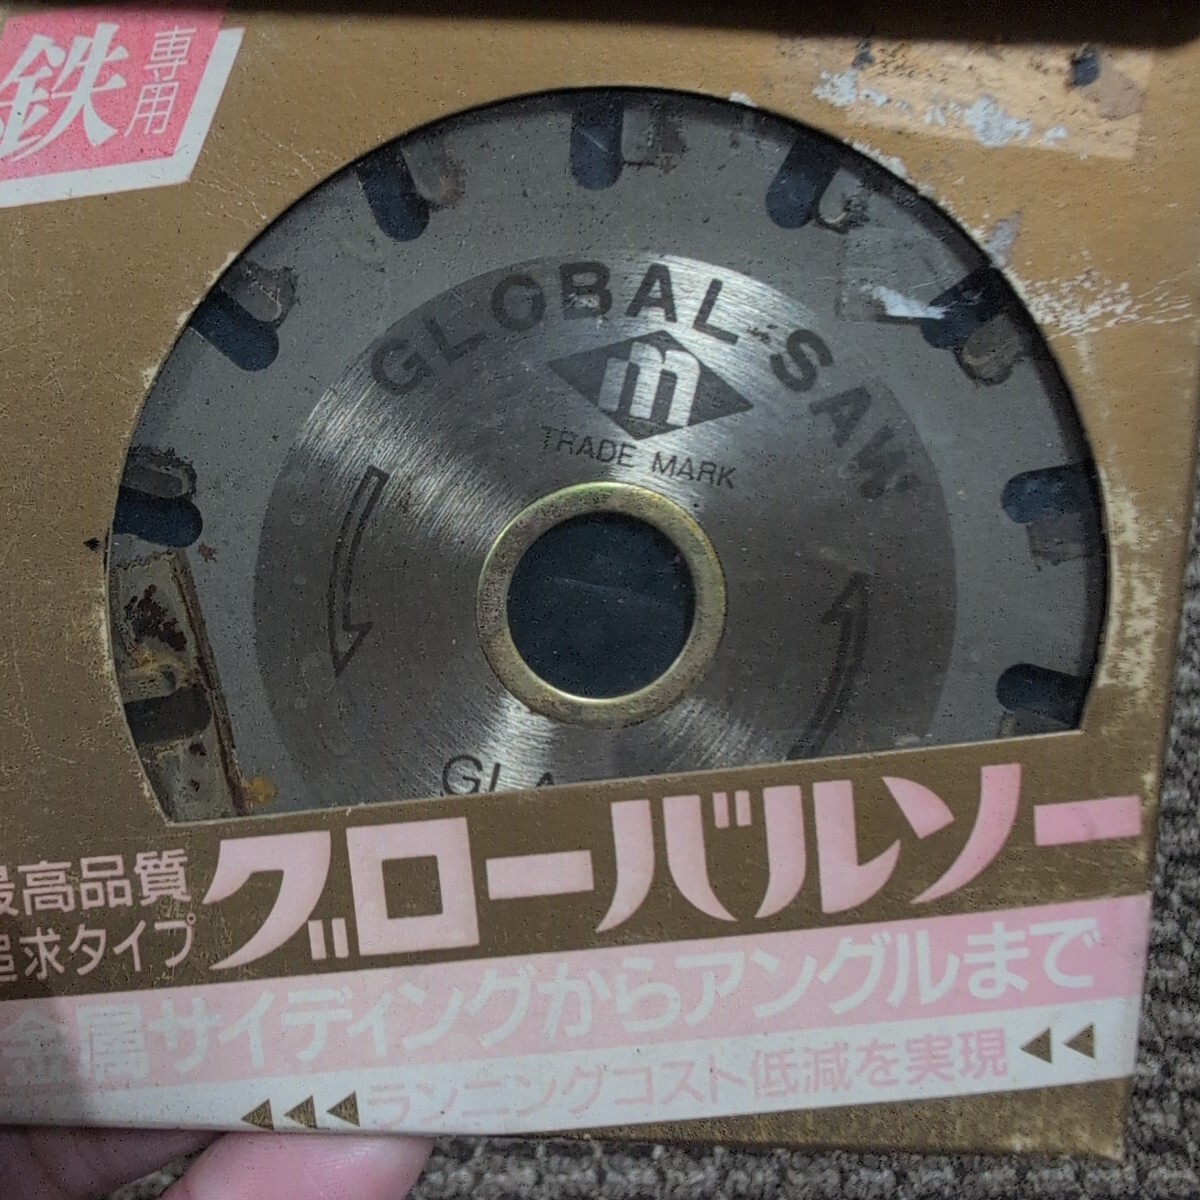 鉄
専用
GLOBAL SAW
m
TRADE MARK
最高品質
追求タイプ
グローバルソー
金属サイディングからアングルまで
ランニングコスト低減を実現